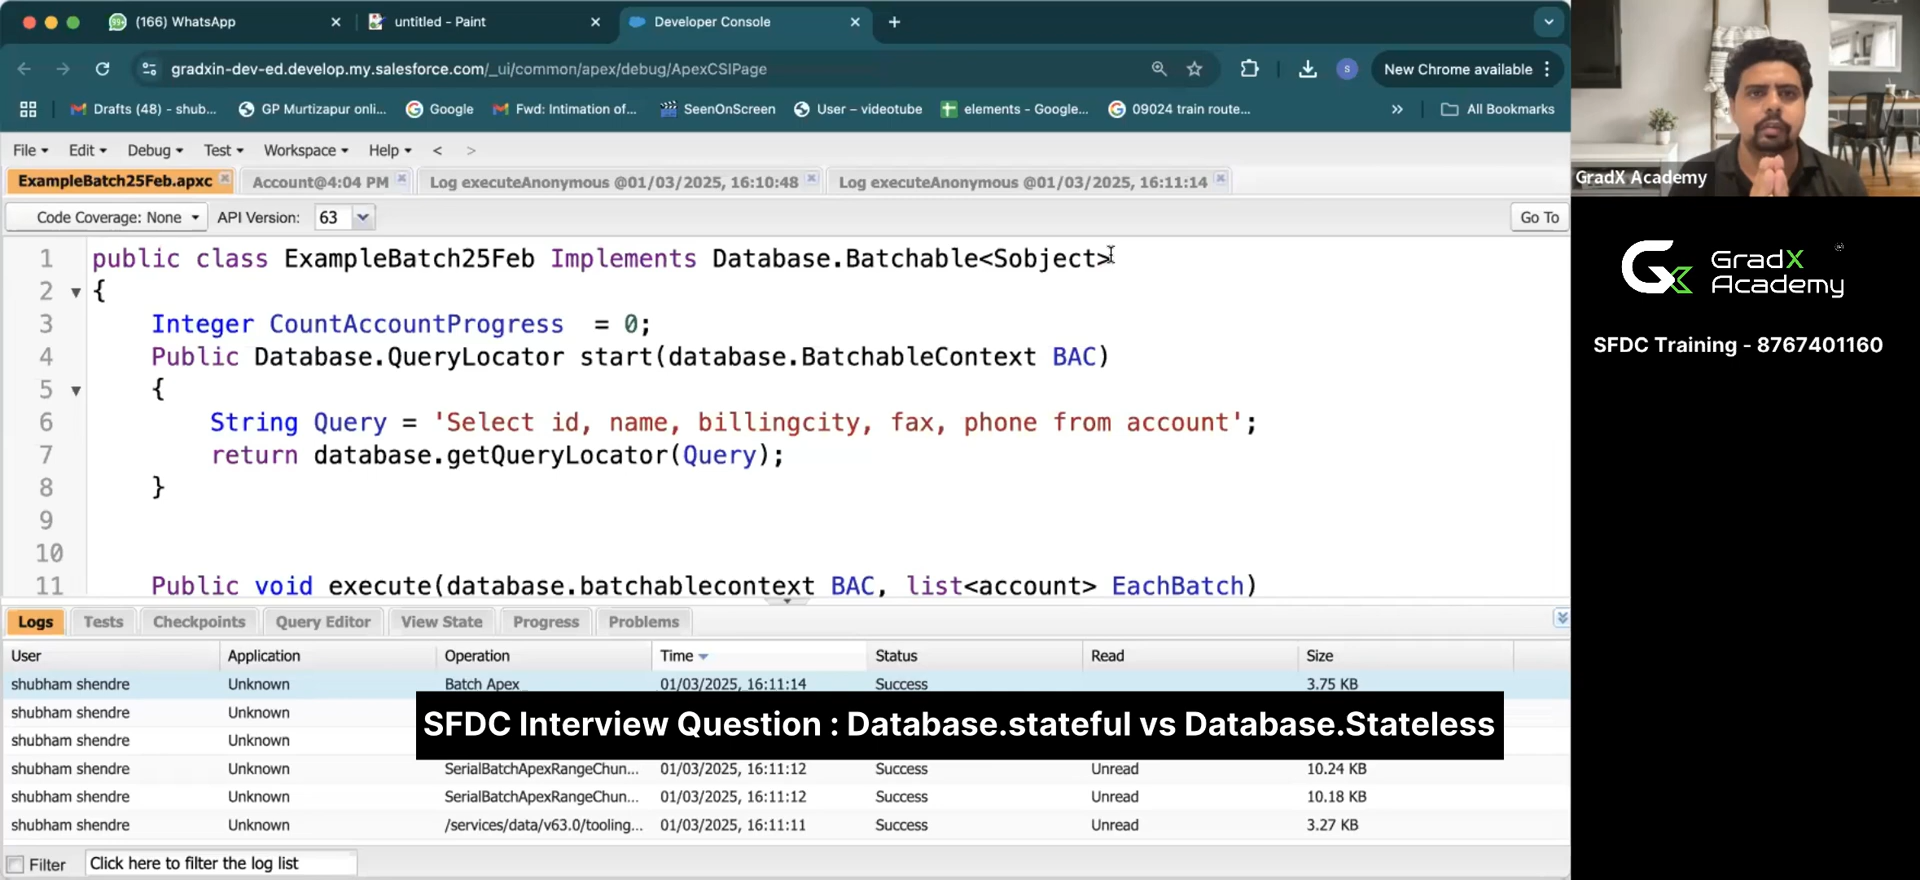 (166) WhatsApp
untitled - Paint
Developer Console
gradxin-dev-ed.develop.my.salesforce.com/_ui/common/apex/debug/ApexCSIPage
S
New Chrome available
Drafts (48) - shub...
GP Murtizapur onli...
Google
Fwd: Intimation of...
SeenOnScreen
User – videotube
elements - Google...
09024 train route...
»
All Bookmarks
File Edit Debug Test Workspace Help < >
ExampleBatch25Feb.apxc
Account@4:04 PM
Log executeAnonymous @01/03/2025, 16:10:48
Log executeAnonymous @01/03/2025, 16:11:14
Code Coverage: None API Version: 63 Go To
1 public class ExampleBatch25Feb Implements Database.Batchable<Sobject>
2 {
3 Integer CountAccountProgress = 0;
4 Public Database.QueryLocator start(database.BatchableContext BAC)
5 {
6 String Query = 'Select id, name, billingcity, fax, phone from account';
7 return database.getQueryLocator(Query);
8 }
9
10
11 Public void execute(database.batchablecontext BAC, list<account> EachBatch)
Logs Tests Checkpoints Query Editor View State Progress Problems
User Application Operation Time Status Read Size
shubham shendre Unknown Batch Apex 01/03/2025, 16:11:14 Success 3.75 KB
shubham shendre Unknown
SFDC Interview Question : Database.stateful vs Database.Stateless
shubham shendre Unknown
shubham shendre Unknown SerialBatchApexRangeChun... 01/03/2025, 16:11:12 Success Unread 10.24 KB
shubham shendre Unknown SerialBatchApexRangeChun... 01/03/2025, 16:11:12 Success Unread 10.18 KB
shubham shendre Unknown /services/data/v63.0/tooling... 01/03/2025, 16:11:11 Success Unread 3.27 KB
Filter Click here to filter the log list
GradX Academy
GradX
Academy
SFDC Training - 8767401160